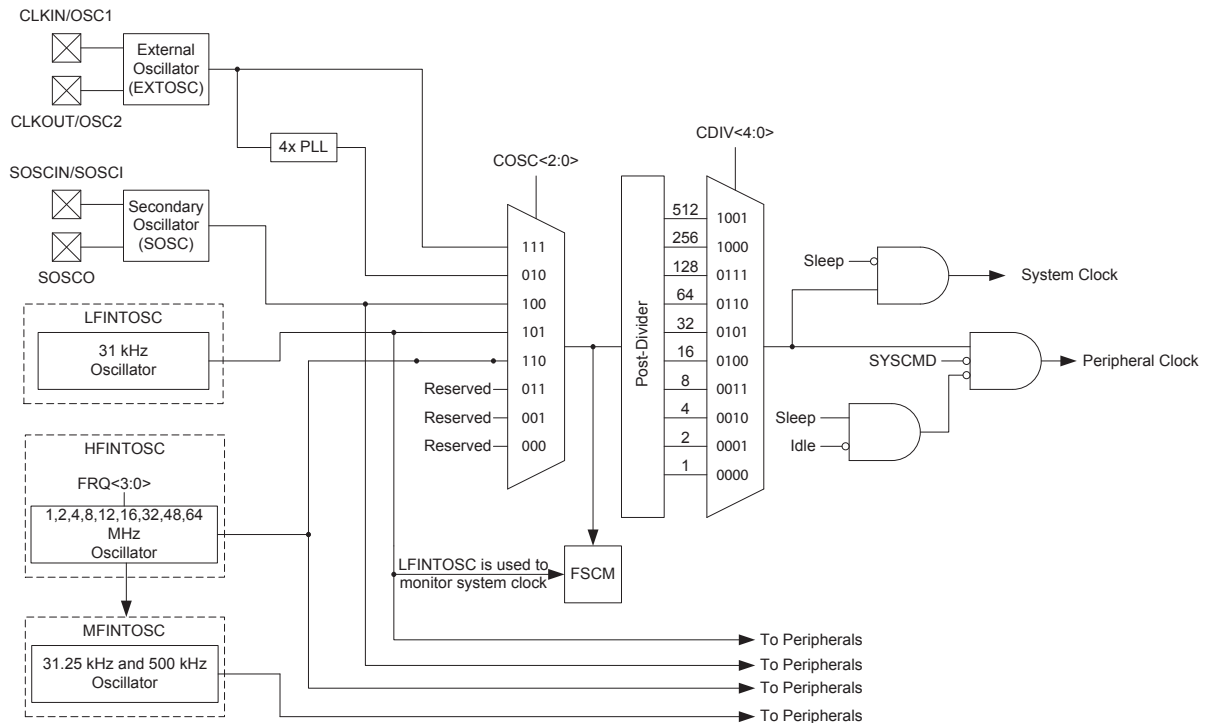 CLKIN/OSC1
External
Oscillator
(EXTOSC)
CLKOUT/OSC2
4x PLL
SOSCIN/SOSCI
Secondary
Oscillator
(SOSC)
SOSCO
LFINTOSC
31 kHz
Oscillator
HFINTOSC
FRQ<3:0>
1,2,4,8,12,16,32,48,64
MHz
Oscillator
MFINTOSC
31.25 kHz and 500 kHz
Oscillator
COSC<2:0>
111
010
100
101
110
Reserved 011
Reserved 001
Reserved 000
LFINTOSC is used to
monitor system clock
FSCM
Post-Divider
CDIV<4:0>
512 1001
256 1000
128 0111
64 0110
32 0101
16 0100
8 0011
4 0010
2 0001
1 0000
Sleep
System Clock
SYSCMD
Peripheral Clock
Sleep
Idle
To Peripherals
To Peripherals
To Peripherals
To Peripherals